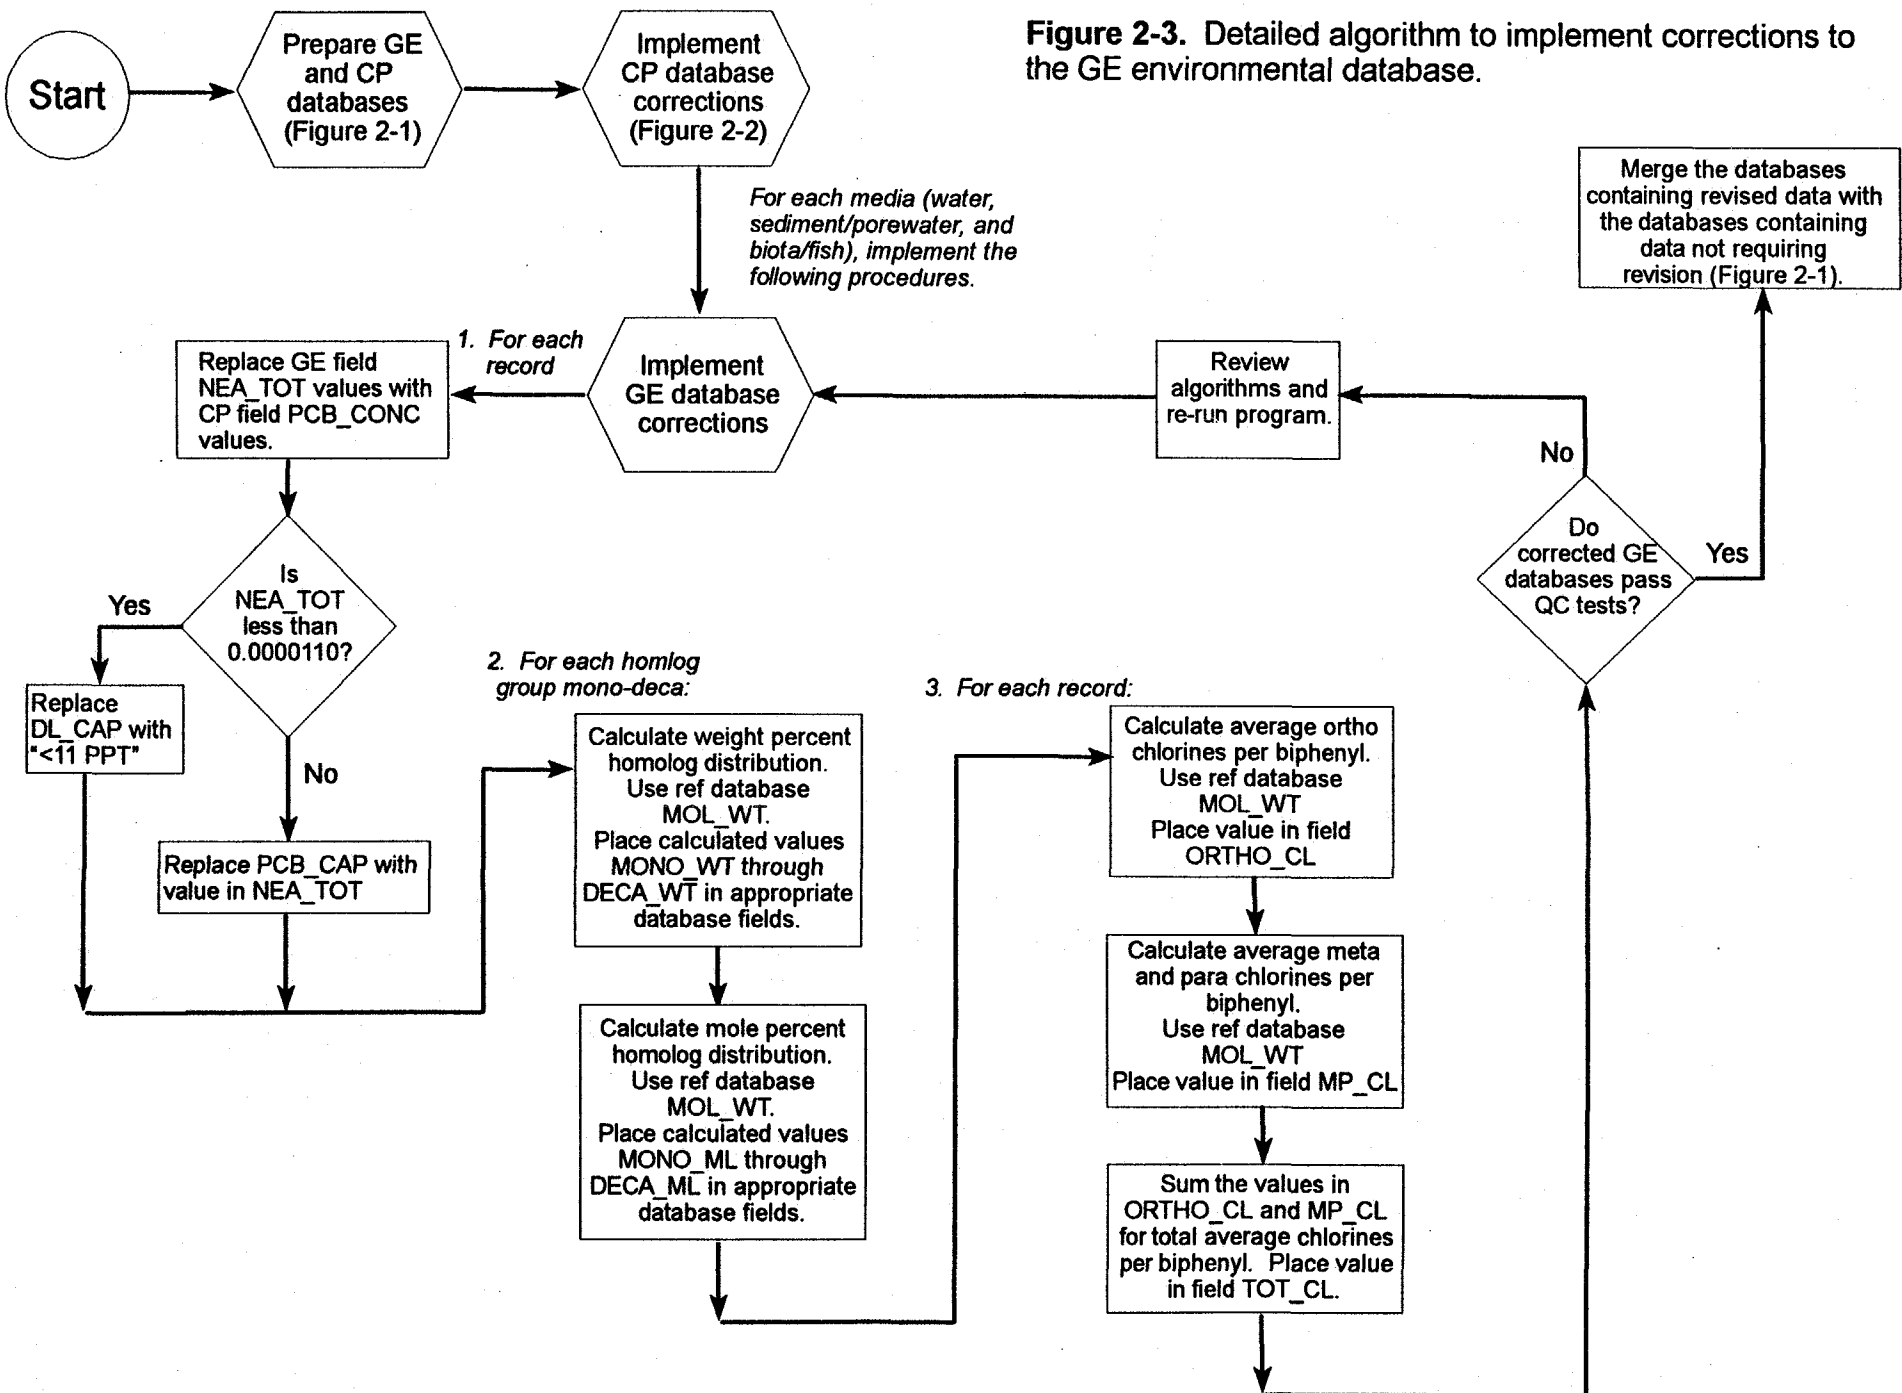 Start
Prepare GE
and CP
databases
(Figure 2-1)
Implement
CP database
corrections
(Figure 2-2)
Figure 2-3. Detailed algorithm to implement corrections to
the GE environmental database.
For each media (water,
sediment/porewater, and
biota/fish), implement the
following procedures.
Merge the databases
containing revised data with
the databases containing
data not requiring
revision (Figure 2-1).
1. For each
record
Replace GE field
NEA_TOT values with
CP field PCB_CONC
values.
Implement
GE database
corrections
Review
algorithms and
re-run program.
No
Do
corrected GE
databases pass
QC tests?
Yes
Is
NEA_TOT
less than
0.0000110?
Yes
No
Replace
DL_CAP with
"<11 PPT"
Replace PCB_CAP with
value in NEA_TOT
2. For each homlog
group mono-deca:
Calculate weight percent
homolog distribution.
Use ref database
MOL_WT.
Place calculated values
MONO_WT through
DECA_WT in appropriate
database fields.
Calculate mole percent
homolog distribution.
Use ref database
MOL_WT.
Place calculated values
MONO_ML through
DECA_ML in appropriate
database fields.
3. For each record:
Calculate average ortho
chlorines per biphenyl.
Use ref database
MOL_WT
Place value in field
ORTHO_CL
Calculate average meta
and para chlorines per
biphenyl.
Use ref database
MOL_WT
Place value in field MP_CL
Sum the values in
ORTHO_CL and MP_CL
for total average chlorines
per biphenyl. Place value
in field TOT_CL.